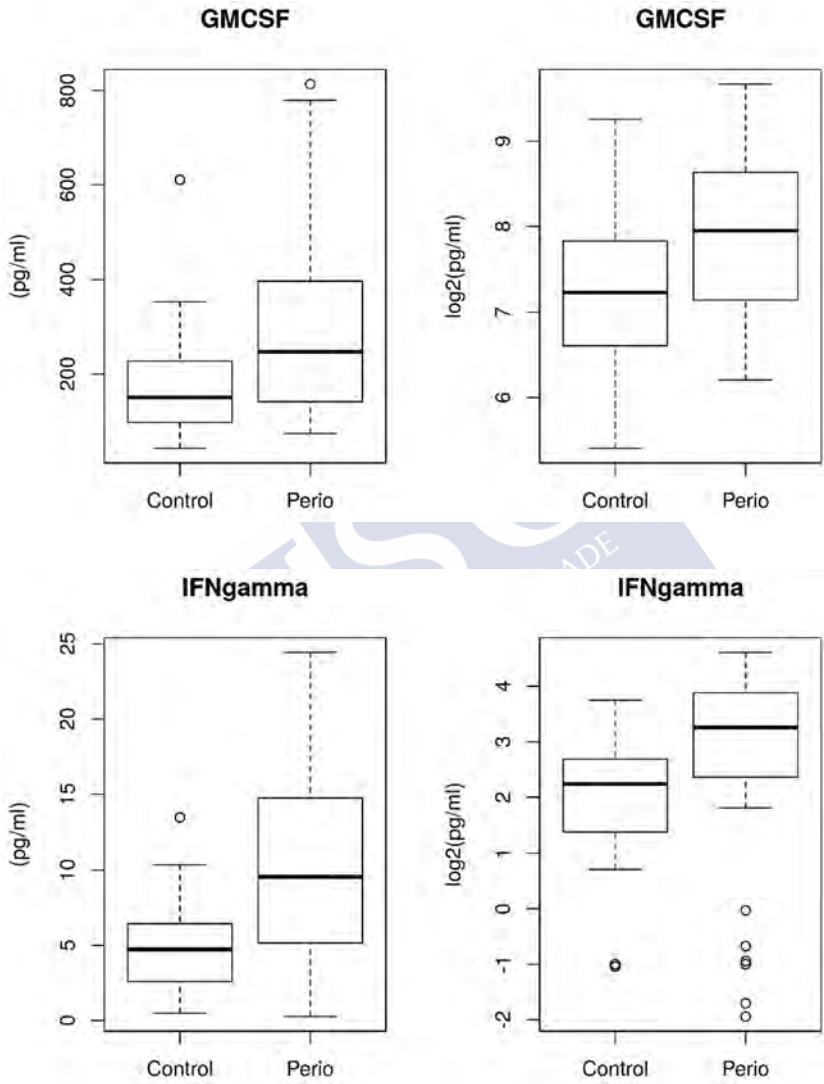 GMCSF
(pg/ml)
800
600
400
200
Control Perio
GMCSF
log2(pg/ml)
9
8
7
6
Control Perio
ADE
IFNgamma
(pg/ml)
25
20
15
10
5
0
Control Perio
IFNgamma
log2(pg/ml)
4
3
2
1
0
-1
-2
Control Perio